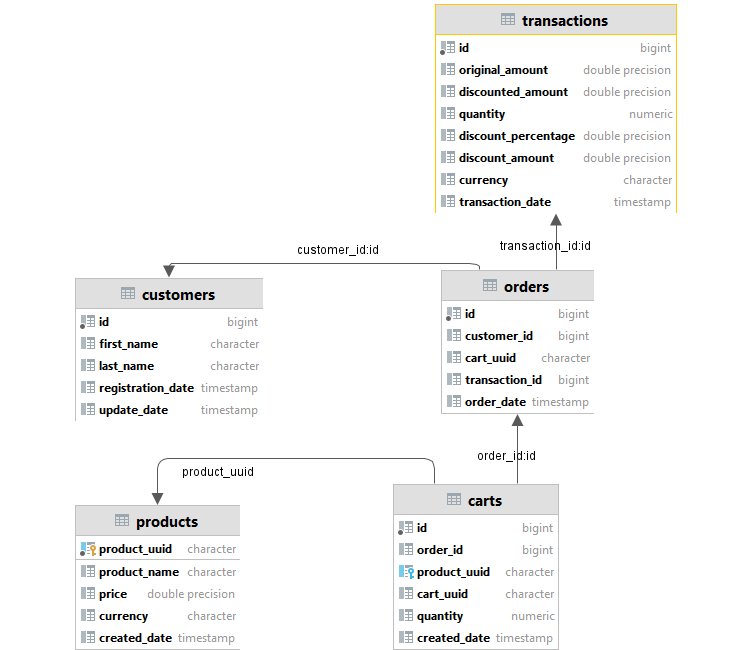 transactions
id bigint
original_amount double precision
discounted_amount double precision
quantity numeric
discount_percentage double precision
discount_amount double precision
currency character
transaction_date timestamp
customer_id:id
transaction_id:id
customers
id bigint
first_name character
last_name character
registration_date timestamp
update_date timestamp
orders
id bigint
customer_id bigint
cart_uuid character
transaction_id bigint
order_date timestamp
product_uuid
order_id:id
products
product_uuid character
product_name character
price double precision
currency character
created_date timestamp
carts
id bigint
order_id bigint
product_uuid character
cart_uuid character
quantity numeric
created_date timestamp